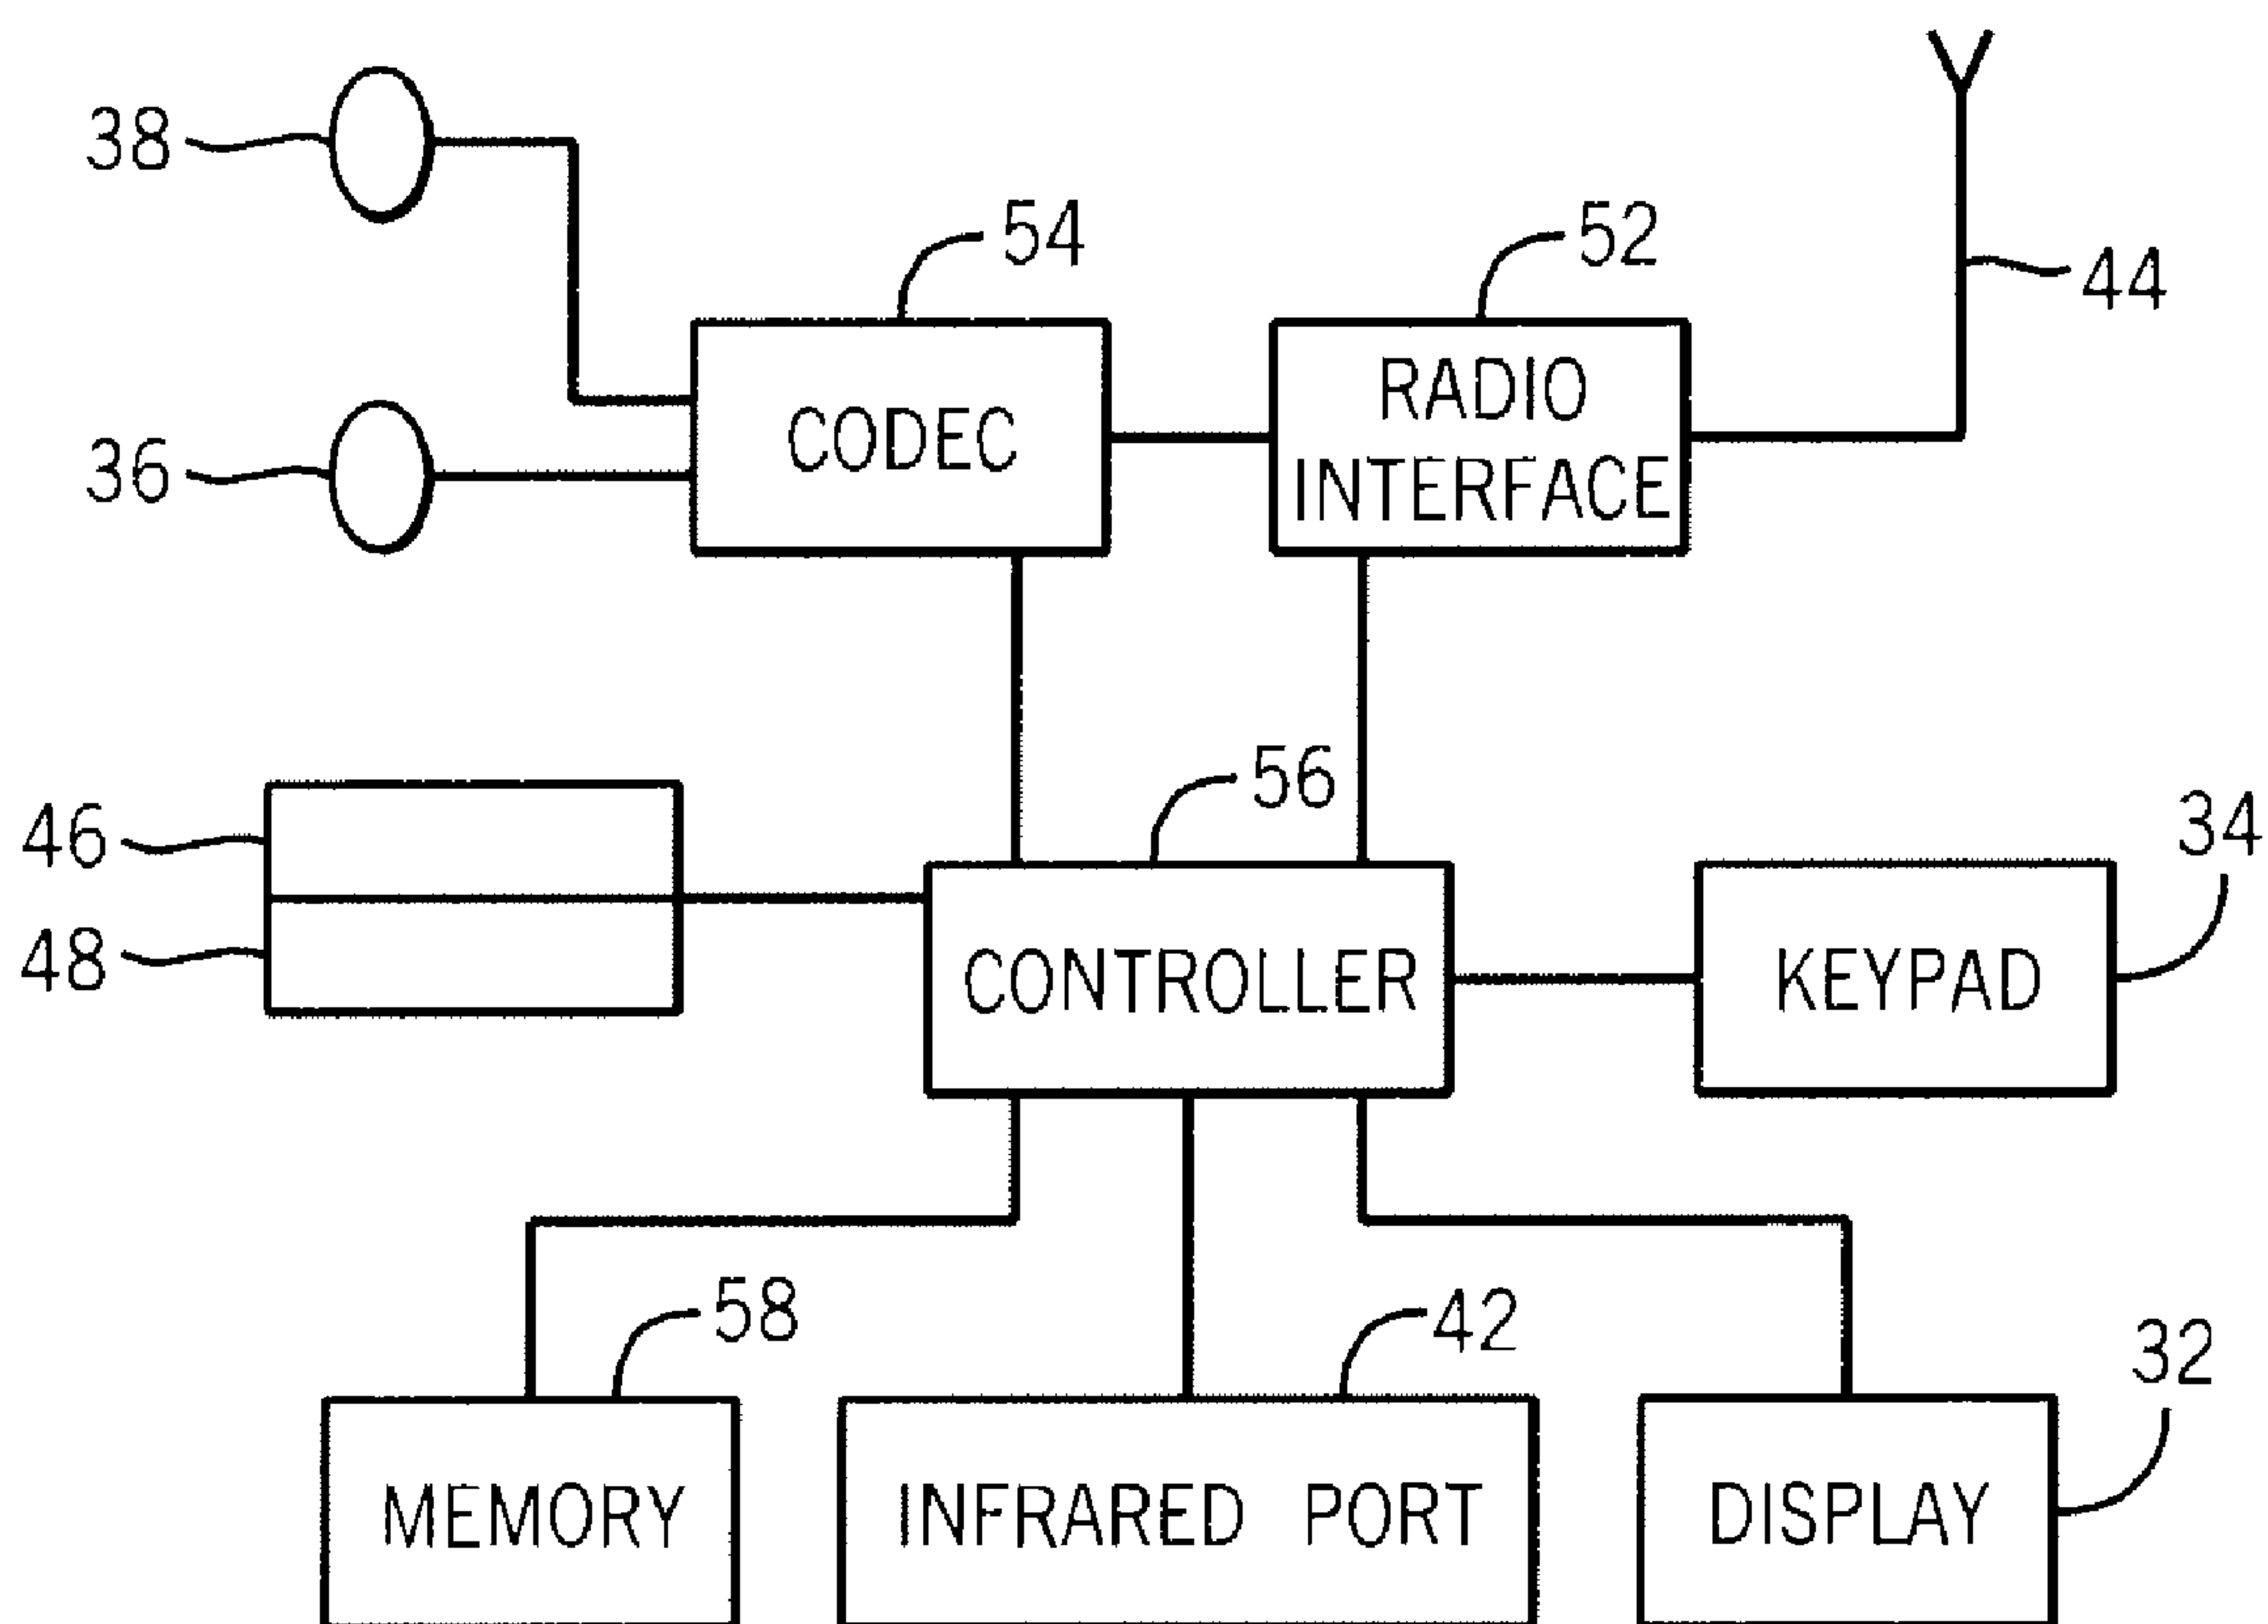 38
54
52
44
CODEC
RADIO
INTERFACE
36
56
46
34
48
CONTROLLER
KEYPAD
58
42
32
MEMORY
INFRARED PORT
DISPLAY